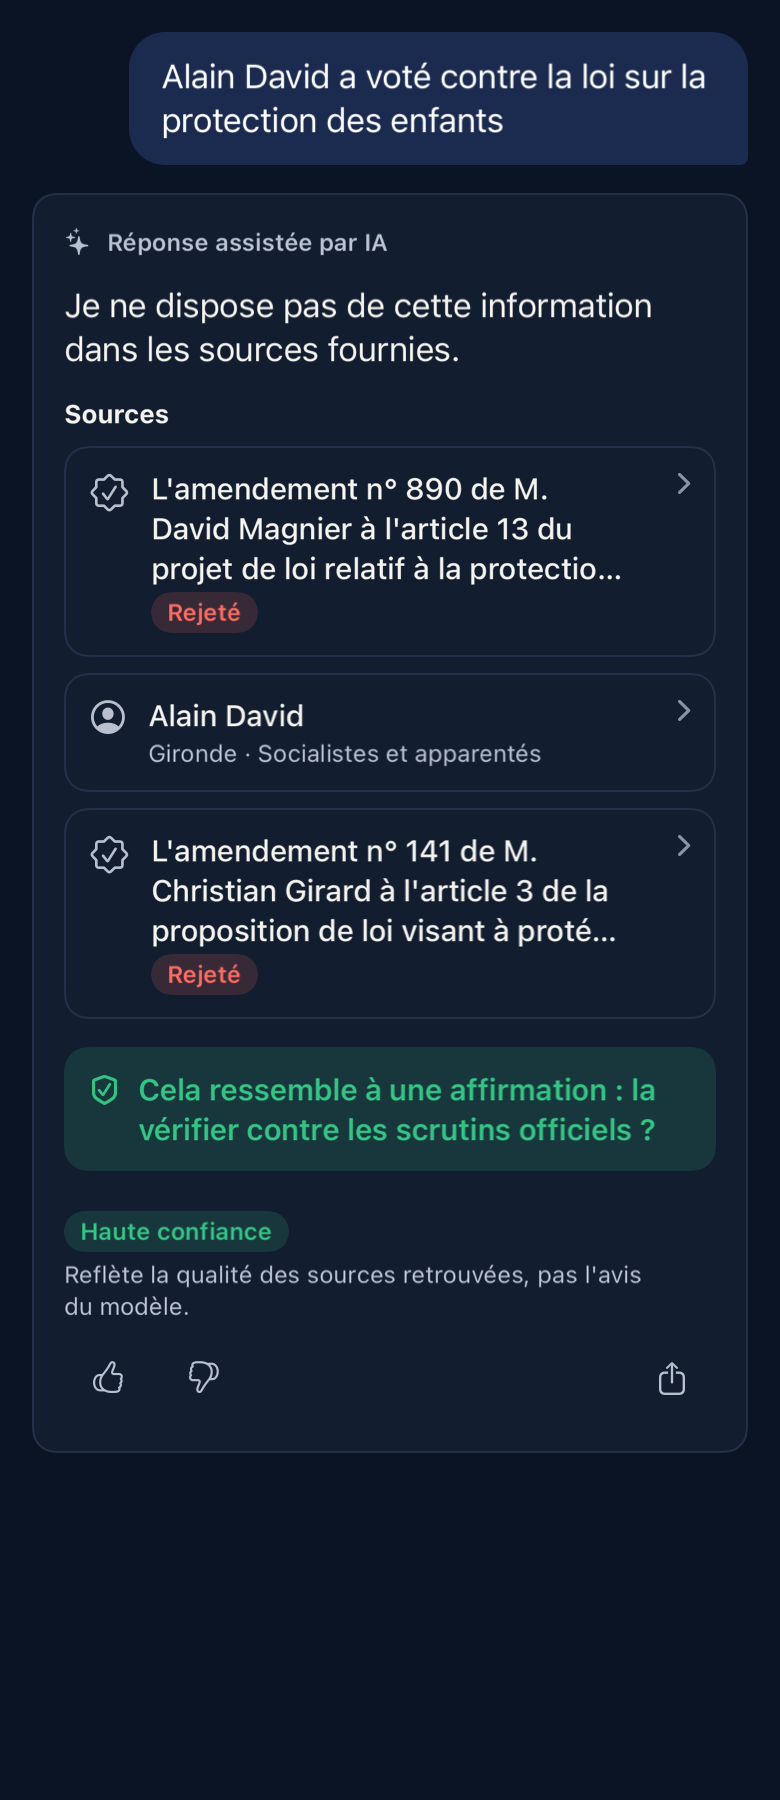 Alain David a voté contre la loi sur la
protection des enfants
Réponse assistée par IA
Je ne dispose pas de cette information
dans les sources fournies.
Sources
L'amendement n° 890 de M.
David Magnier à l'article 13 du
projet de loi relatif à la protectio...
Rejeté
Alain David
Gironde · Socialistes et apparentés
L'amendement n° 141 de M.
Christian Girard à l'article 3 de la
proposition de loi visant à proté...
Rejeté
Cela ressemble à une affirmation : la
vérifier contre les scrutins officiels ?
Haute confiance
Reflète la qualité des sources retrouvées, pas l'avis
du modèle.